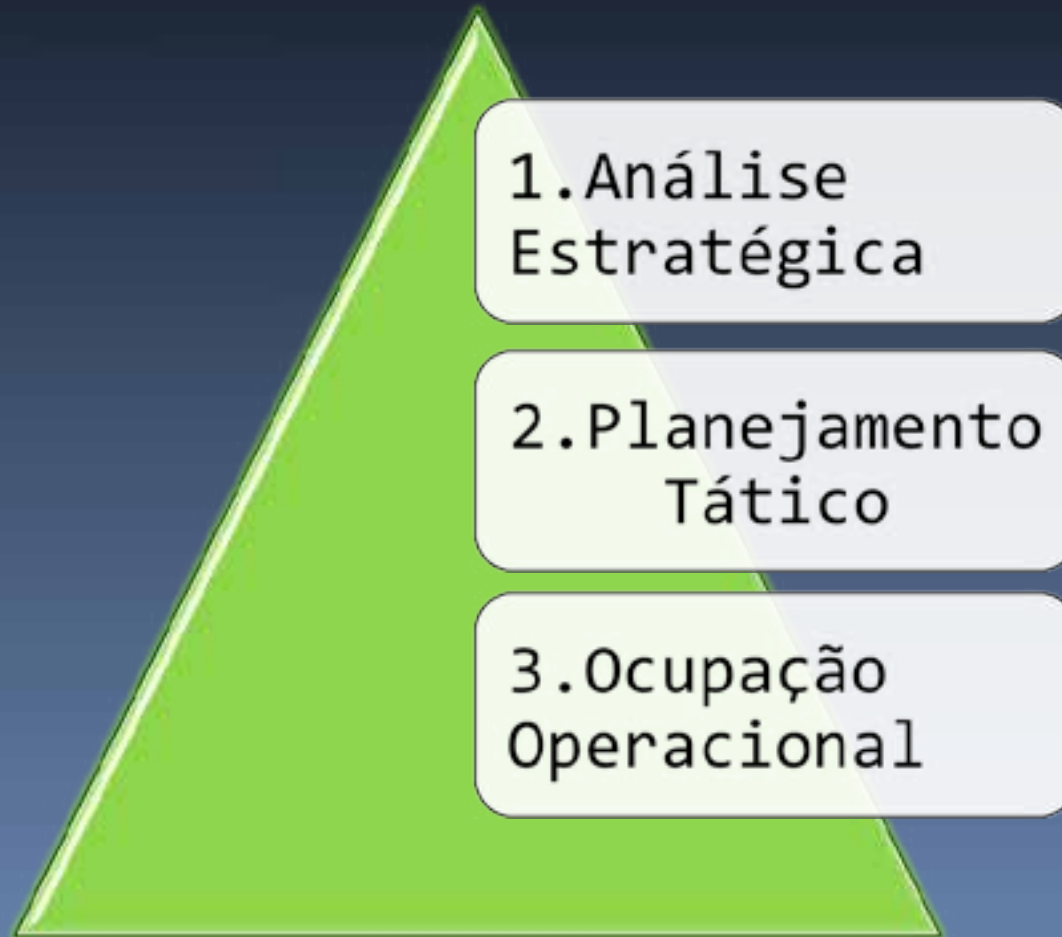 1.Análise
Estratégica
2.Planejamento
Tático
3.Ocupação
Operacional